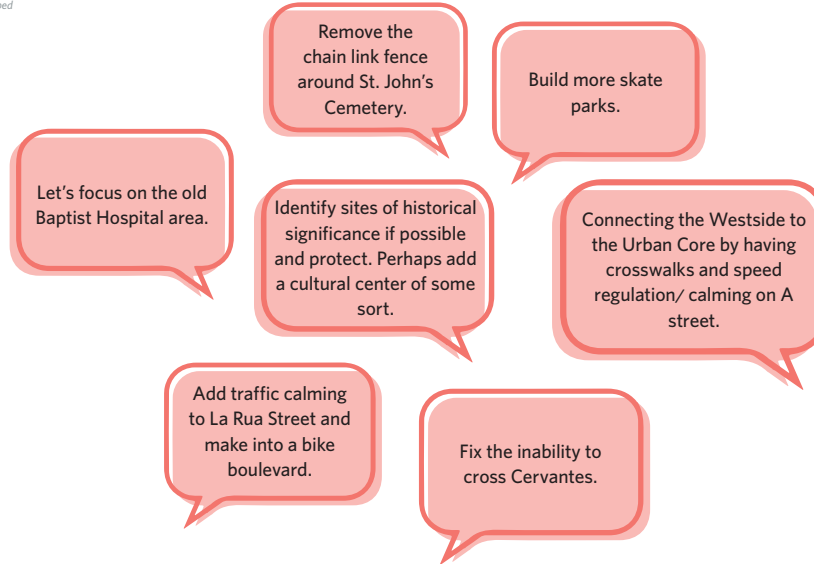 Remove the
chain link fence
around St. John's
Cemetery.
Build more skate
parks.
Let's focus on the old
Baptist Hospital area.
Identify sites of historical
significance if possible
and protect. Perhaps add
a cultural center of some
sort.
Connecting the Westside to
the Urban Core by having
crosswalks and speed
regulation/ calming on A
street.
Add traffic calming
to La Rua Street and
make into a bike
boulevard.
Fix the inability to
cross Cervantes.